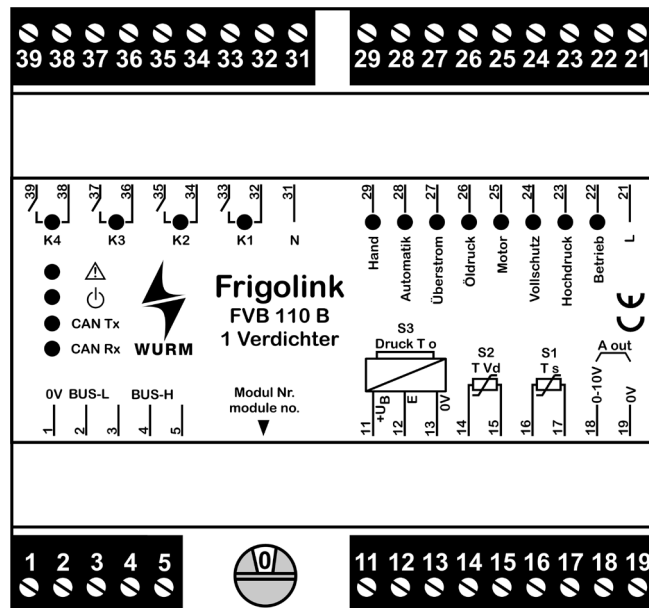 39 38 37 36 35 34 33 32 31
29 28 27 26 25 24 23 22 21
39 38 37 36 35 34 33 32 31
29 28 27 26 25 24 23 22 21
K4 K3 K2 K1 N
Hand
Automatik
Überstrom
Öldruck
Motor
Vollschutz
Hochdruck
Betrieb
L
CAN Tx
CAN Rx
WURM
Frigolink
FVB 110 B
1 Verdichter
CE
S3
Druck T o
S2
T Vd
S1
T s
A out
0V BUS-L BUS-H
1 2 3 4 5
Modul Nr.
module no.
+UB E 0V
0-10V 0V
11 12 13 14 15 16 17 18 19
1 2 3 4 5
0
11 12 13 14 15 16 17 18 19